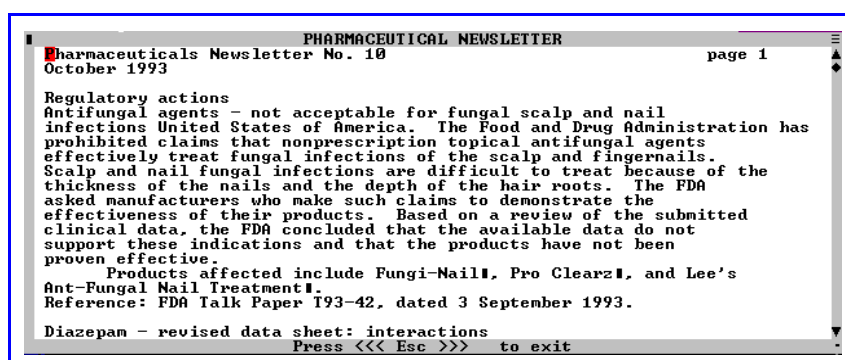 PHARMACEUTICAL NEWSLETTER
Pharmaceuticals Newsletter No. 10 page 1
October 1993
Regulatory actions
Antifungal agents - not acceptable for fungal scalp and nail
infections United States of America. The Food and Drug Administration has
prohibited claims that nonprescription topical antifungal agents
effectively treat fungal infections of the scalp and fingernails.
Scalp and nail fungal infections are difficult to treat because of the
thickness of the nails and the depth of the hair roots. The FDA
asked manufacturers who make such claims to demonstrate the
effectiveness of their products. Based on a review of the submitted
clinical data, the FDA concluded that the available data do not
support these indications and that the products have not been
proven effective.
Products affected include Fungi-Nail▮, Pro Clearz▮, and Lee's
Ant-Fungal Nail Treatment▮.
Reference: FDA Talk Paper T93-42, dated 3 September 1993.
Diazepam - revised data sheet: interactions
Press <<< Esc >>> to exit